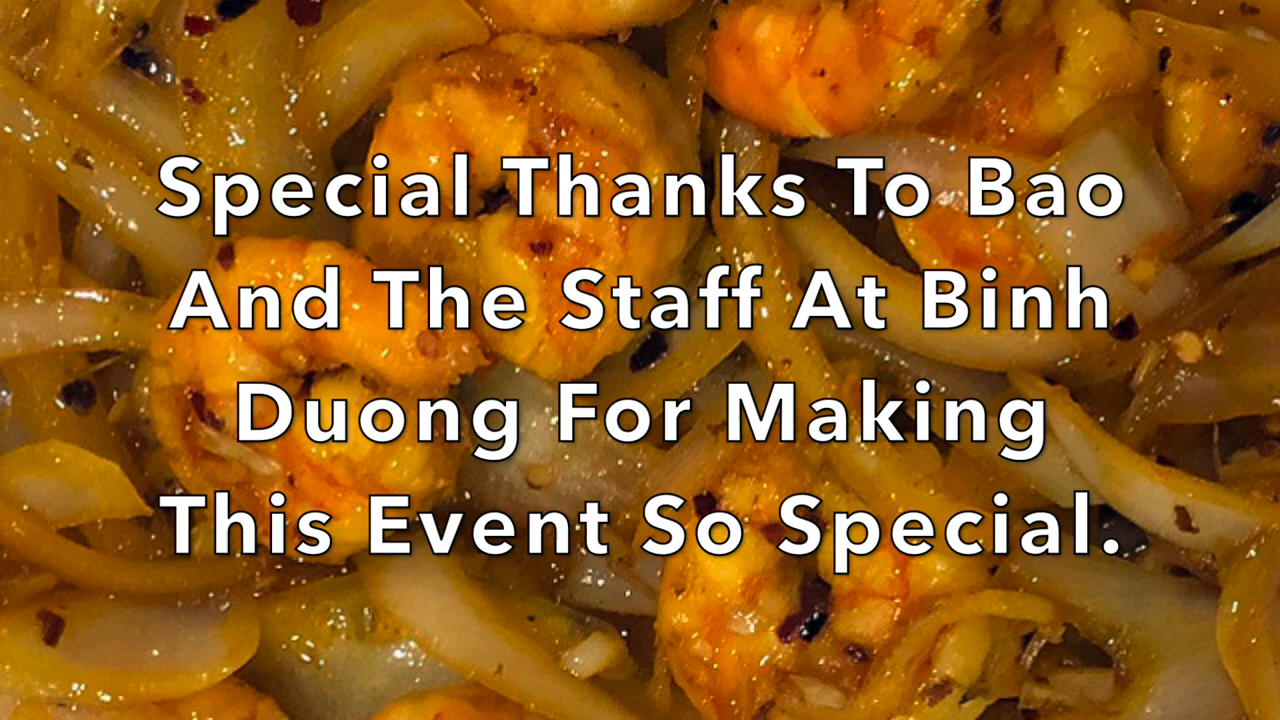 Special Thanks To Bao
And The Staff At Binh
Duong For Making
This Event So Special.